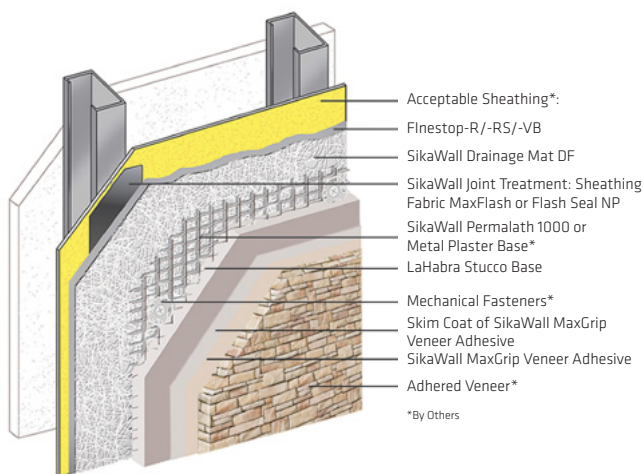 Acceptable Sheathing*:
FInestop-R/-RS/-VB
SikaWall Drainage Mat DF
SikaWall Joint Treatment: Sheathing
Fabric MaxFlash or Flash Seal NP
SikaWall Permalath 1000 or
Metal Plaster Base*
LaHabra Stucco Base
Mechanical Fasteners*
Skim Coat of SikaWall MaxGrip
Veneer Adhesive
SikaWall MaxGrip Veneer Adhesive
Adhered Veneer*
*By Others